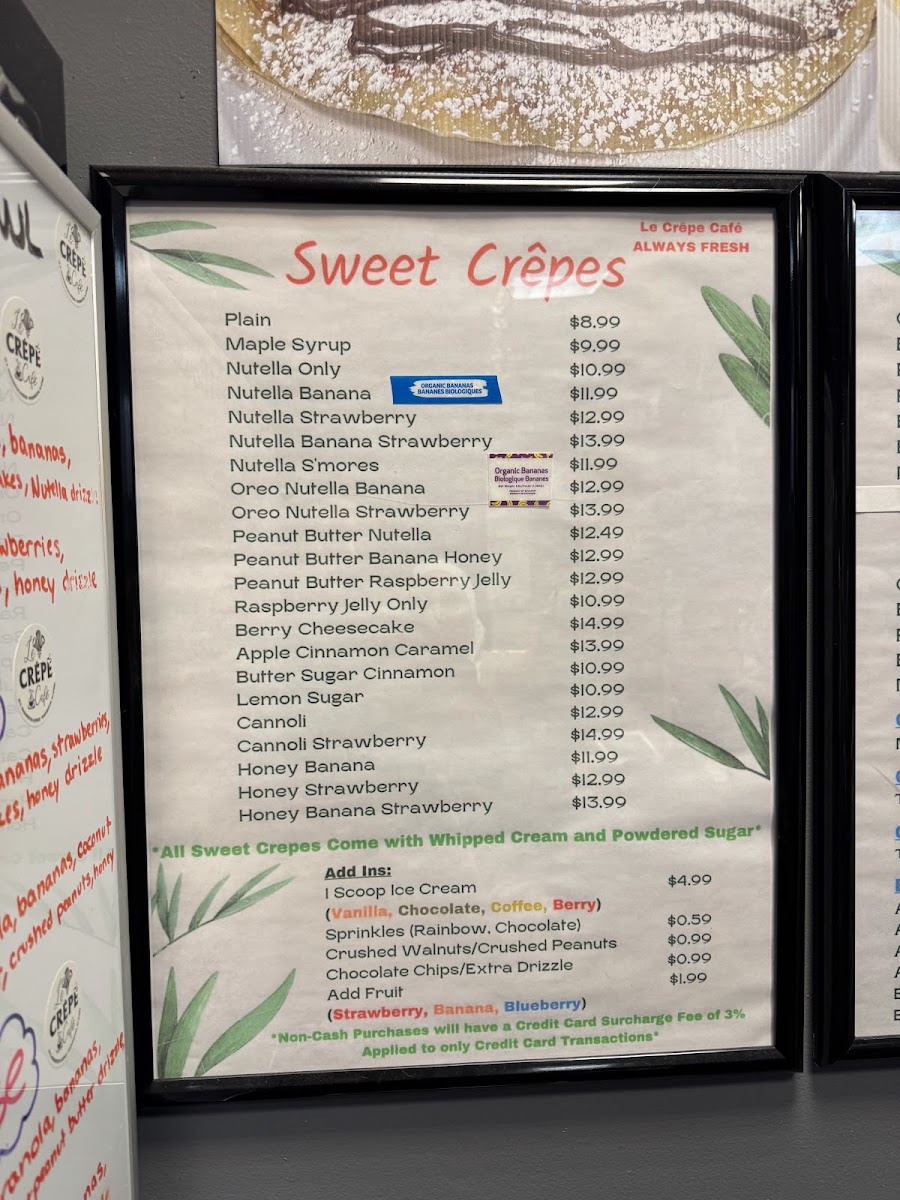 Le Crêpe Café
ALWAYS FRESH
Sweet Crêpes
Plain $8.99
Maple Syrup $9.99
Nutella Only $10.99
Nutella Banana $11.99
ORGANIC BANANAS
BANANES BIOLOGIQUES
Nutella Strawberry $12.99
Nutella Banana Strawberry $13.99
Nutella S'mores $11.99
Organic Bananas
Biologique Bananes
Oreo Nutella Banana $12.99
Oreo Nutella Strawberry $13.99
Peanut Butter Nutella $12.49
Peanut Butter Banana Honey $12.99
Peanut Butter Raspberry Jelly $12.99
Raspberry Jelly Only $10.99
Berry Cheesecake $14.99
Apple Cinnamon Caramel $13.99
Butter Sugar Cinnamon $10.99
Lemon Sugar $10.99
Cannoli $12.99
Cannoli Strawberry $14.99
Honey Banana $11.99
Honey Strawberry $12.99
Honey Banana Strawberry $13.99
*All Sweet Crepes Come with Whipped Cream and Powdered Sugar*
Add Ins:
1 Scoop Ice Cream $4.99
(Vanilla, Chocolate, Coffee, Berry)
Sprinkles (Rainbow, Chocolate) $0.59
Crushed Walnuts/Crushed Peanuts $0.99
Chocolate Chips/Extra Drizzle $0.99
Add Fruit $1.99
(Strawberry, Banana, Blueberry)
*Non-Cash Purchases will have a Credit Card Surcharge Fee of 3%
Applied to only Credit Card Transactions*
Le
CRÊPE
Café
Le
CRÊPE
Café
, bananas,
Nutella drizzle
honey drizzle
Le
CRÊPE
Café
strawberries,
honey drizzle
bananas, coconut
crushed peanuts, honey
Le
CRÊPE
Café
bananas,
peanut butter drizzle